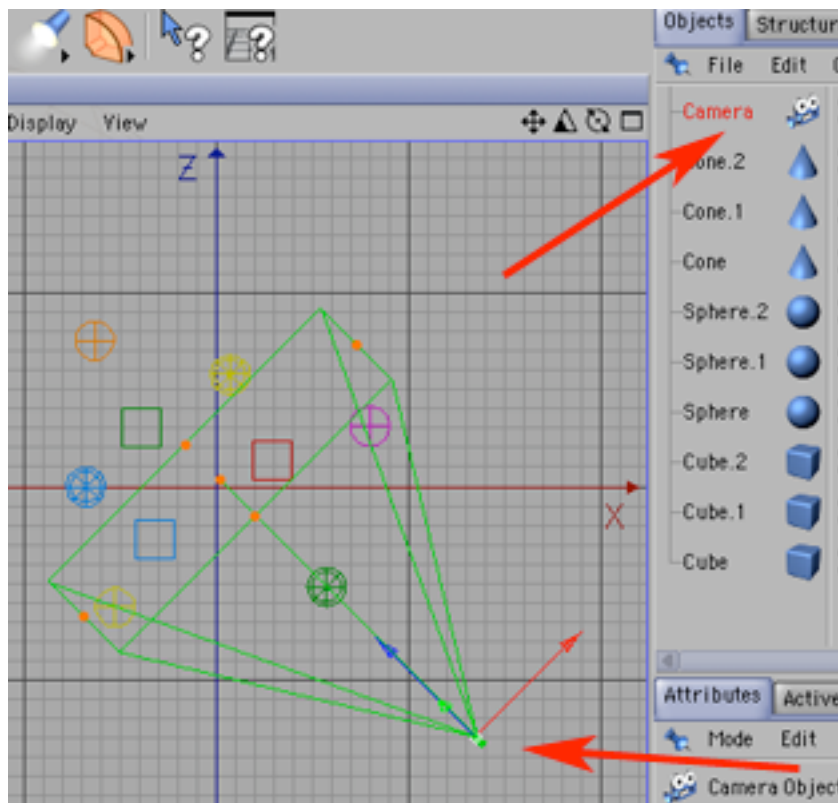 Objects Structur
File Edit
Display View
Camera
Cone.2
Cone.1
Cone
Sphere.2
Sphere.1
Sphere
Cube.2
Cube.1
Cube
Z
X
Attributes Active
Mode Edit
Camera Object